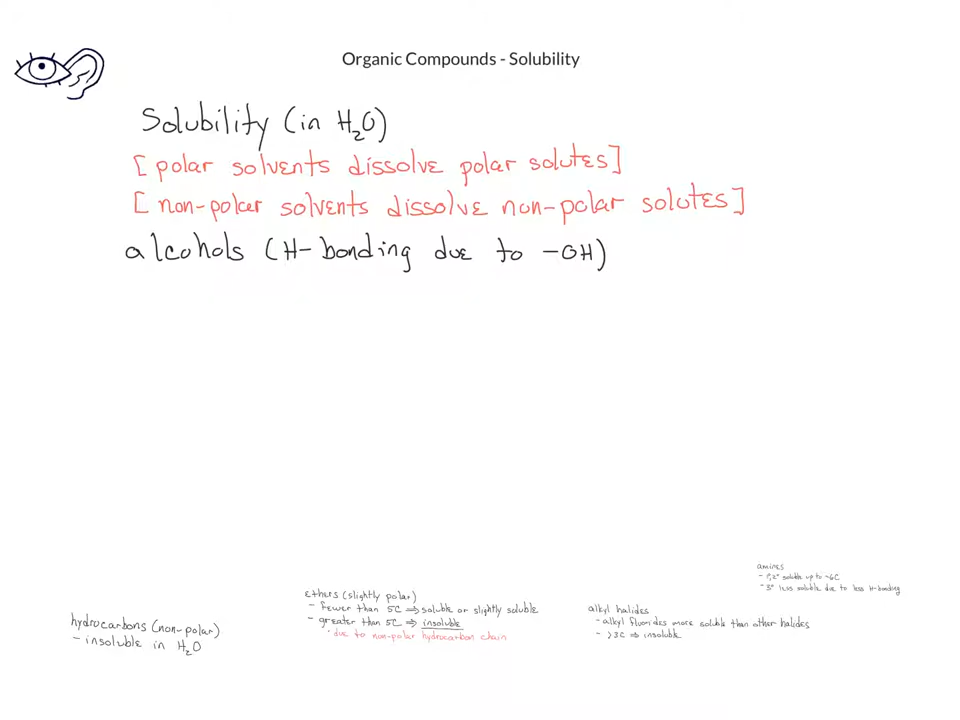 Organic Compounds - Solubility
Solubility (in H₂O)
[polar solvents dissolve polar solutes]
[non-polar solvents dissolve non-polar solutes]
alcohols (H-bonding due to -OH)
hydrocarbons (non-polar)
- insoluble in H₂O
ethers (slightly polar)
- fewer than 5C ⇒ soluble or slightly soluble
- greater than 5C ⇒ insoluble
· due to non-polar hydrocarbon chain
alkyl halides
- alkyl fluorides more soluble than other halides
- >3C ⇒ insoluble
amines
- 1°,2° soluble up to ~6C
- 3° less soluble due to less H-bonding